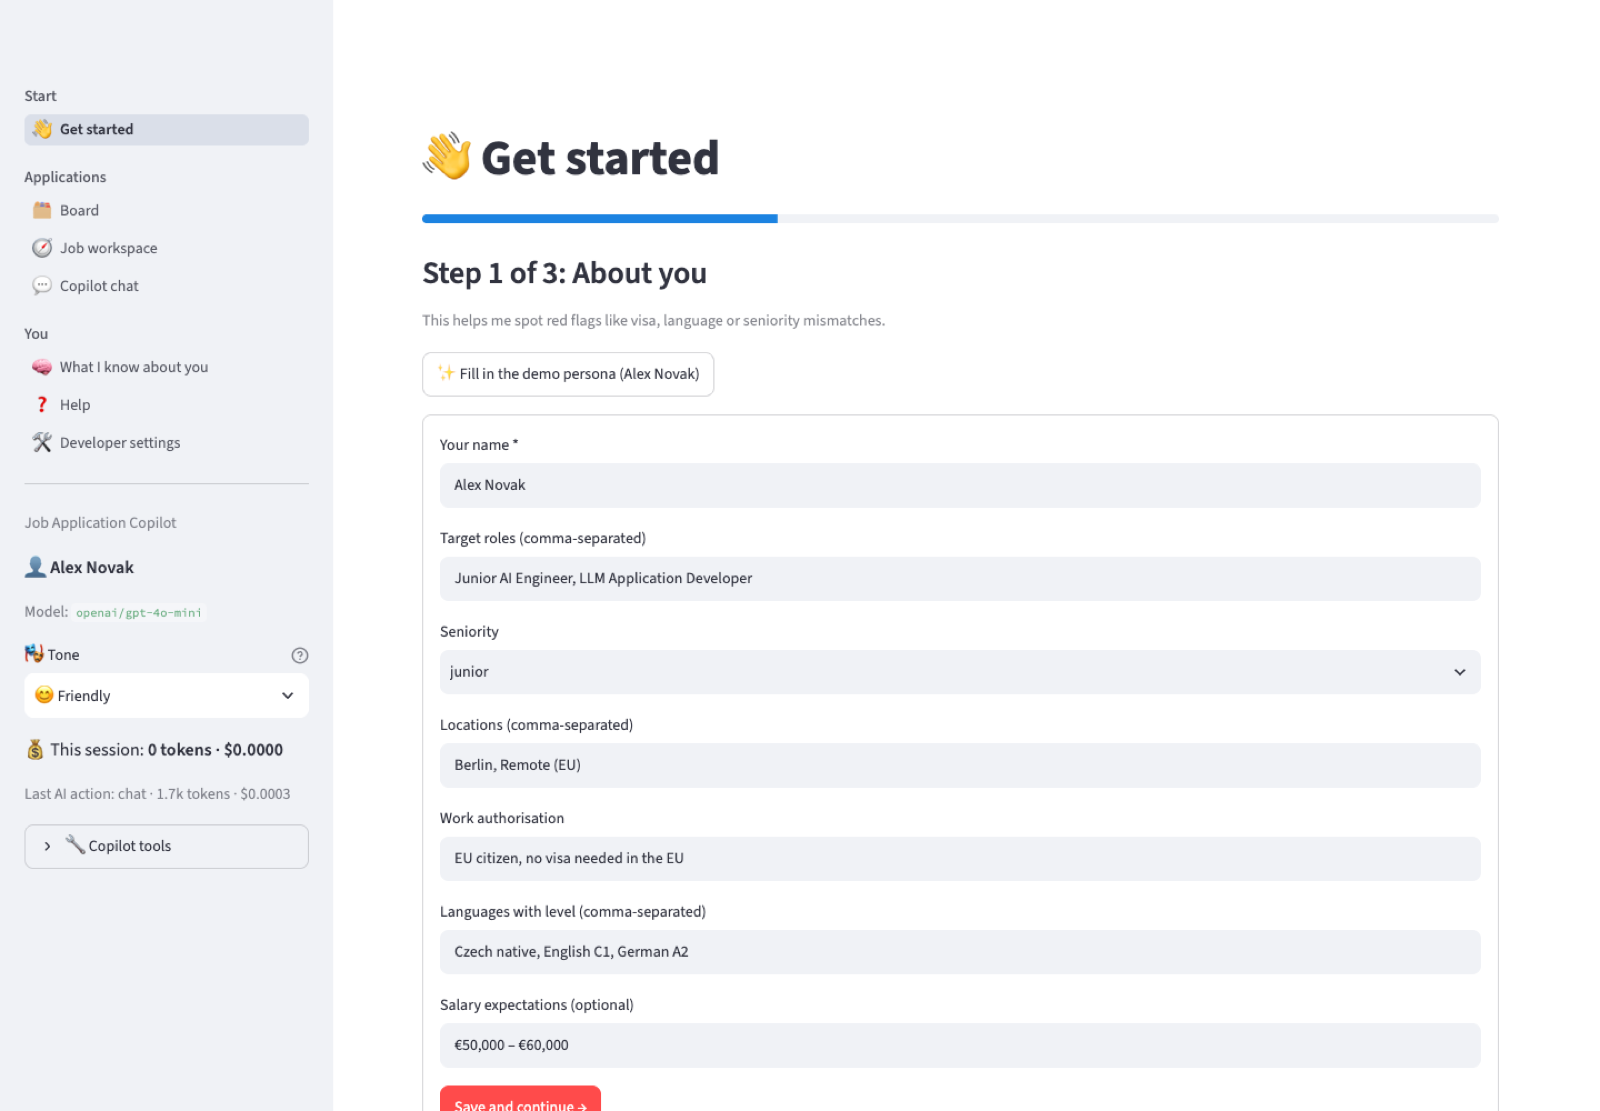 Start
Get started
Applications
Board
Job workspace
Copilot chat
You
What I know about you
Help
Developer settings
Job Application Copilot
Alex Novak
Model: openai/gpt-4o-mini
Tone
Friendly
This session: 0 tokens · $0.0000
Last AI action: chat · 1.7k tokens · $0.0003
Copilot tools
Get started
Step 1 of 3: About you
This helps me spot red flags like visa, language or seniority mismatches.
Fill in the demo persona (Alex Novak)
Your name *
Alex Novak
Target roles (comma-separated)
Junior AI Engineer, LLM Application Developer
Seniority
junior
Locations (comma-separated)
Berlin, Remote (EU)
Work authorisation
EU citizen, no visa needed in the EU
Languages with level (comma-separated)
Czech native, English C1, German A2
Salary expectations (optional)
€50,000 – €60,000
Save and continue →